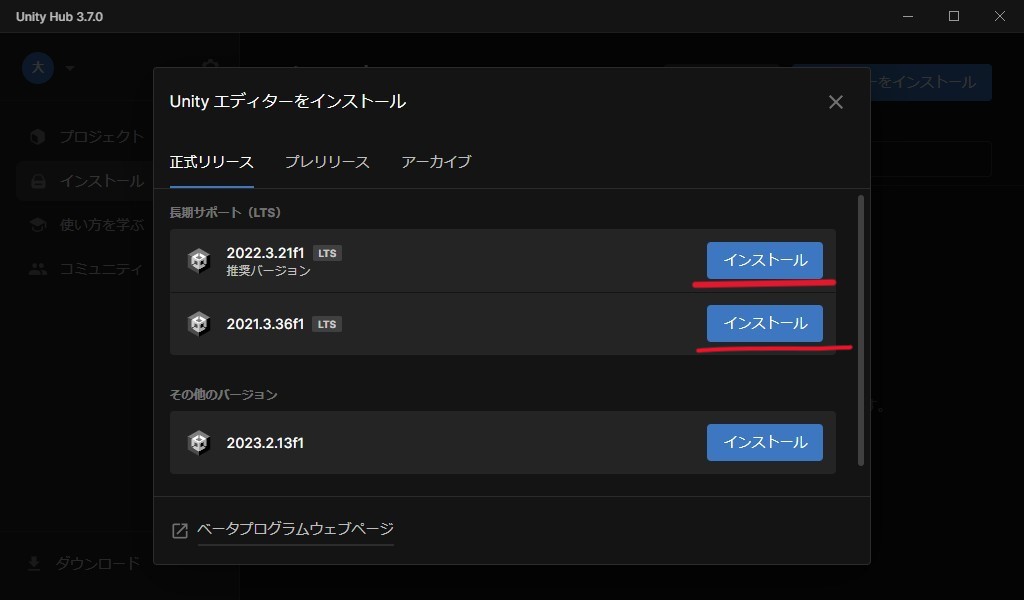 Unity Hub 3.7.0
大
ーをインストール
Unity エディターをインストール
正式リリース
プレリリース
アーカイブ
プロジェクト
インストール
使い方を学ぶ
コミュニティ
長期サポート（LTS）
2022.3.21f1 LTS
推奨バージョン
インストール
2021.3.36f1 LTS
インストール
その他のバージョン
2023.2.13f1
インストール
す。
ベータプログラムウェブページ
ダウンロード